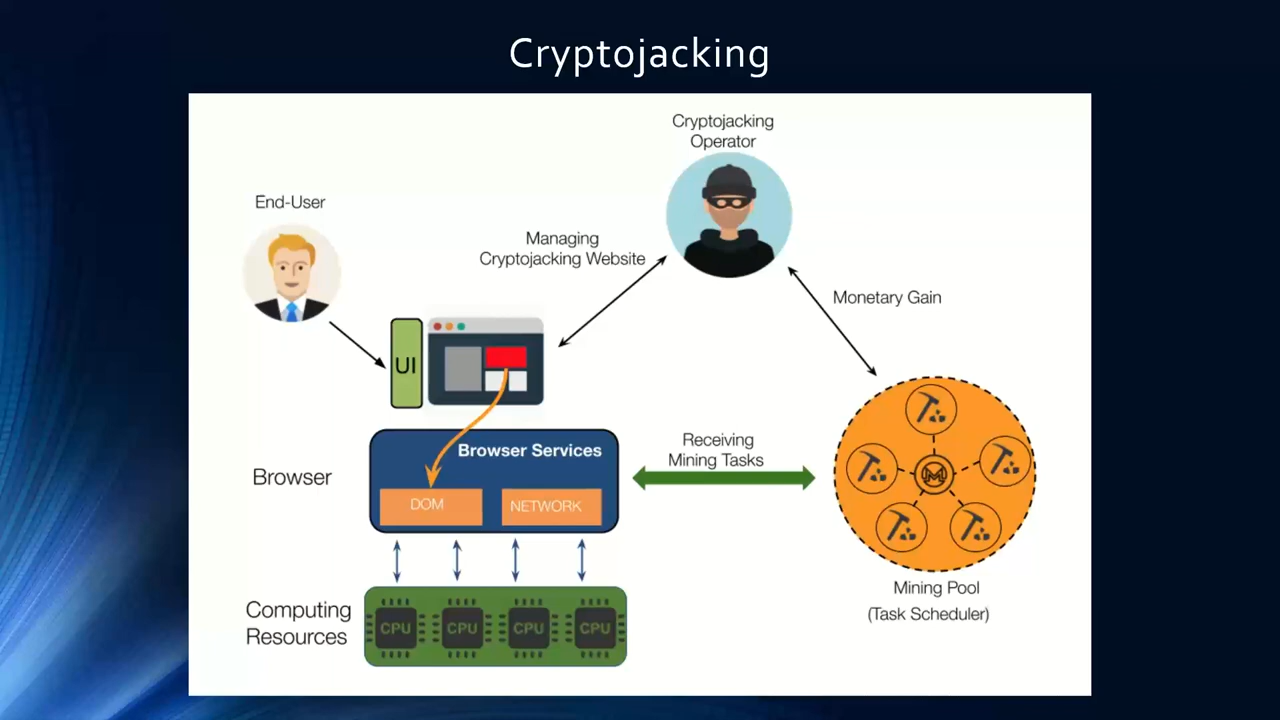 Cryptojacking
Cryptojacking
Operator
End-User
Managing
Cryptojacking Website
Monetary Gain
UI
Receiving
Mining Tasks
Browser Services
Browser
DOM
NETWORK
Mining Pool
(Task Scheduler)
Computing
Resources
CPU
CPU
CPU
CPU